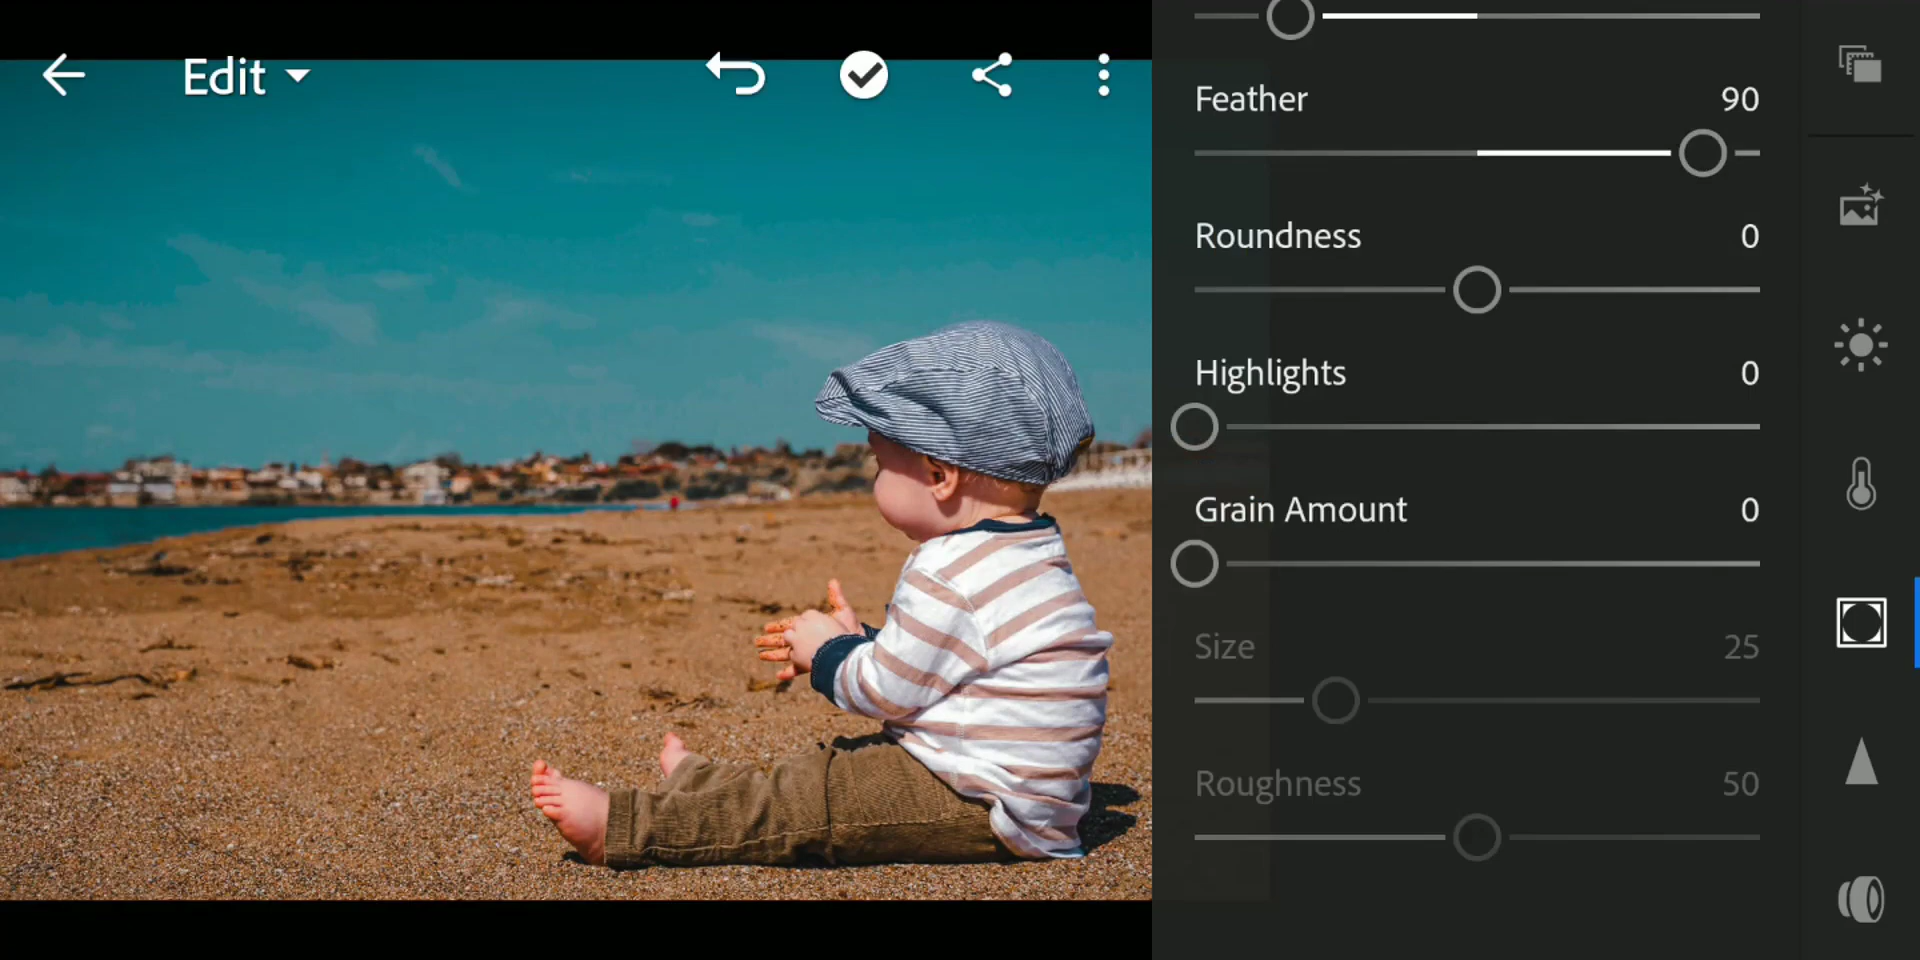 Edit
Feather 90
Roundness 0
Highlights 0
Grain Amount 0
Size 25
Roughness 50